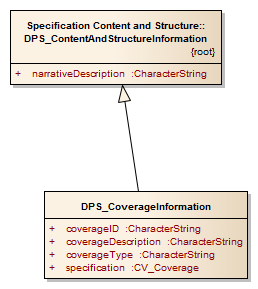 Specification Content and Structure::
DPS_ContentAndStructureInformation
{root}
+ narrativeDescription :CharacterString
DPS_CoverageInformation
+ coverageID :CharacterString
+ coverageDescription :CharacterString
+ coverageType :CharacterString
+ specification :CV_Coverage